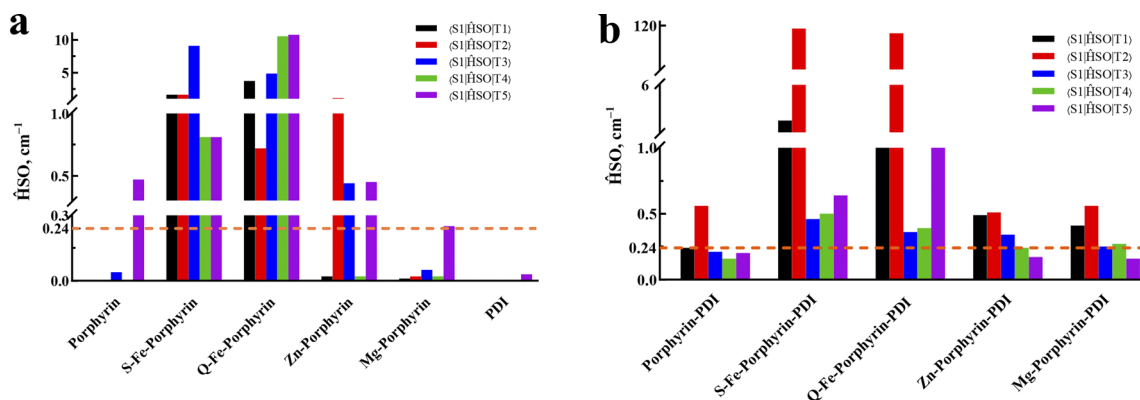 a
10
5
1.0
0.5
0.3
0.24
0.0
ĤSO, cm⁻¹
⟨S1|ĤSO|T1⟩
⟨S1|ĤSO|T2⟩
⟨S1|ĤSO|T3⟩
⟨S1|ĤSO|T4⟩
⟨S1|ĤSO|T5⟩
Porphyrin
S-Fe-Porphyrin
Q-Fe-Porphyrin
Zn-Porphyrin
Mg-Porphyrin
PDI
b
120
6
1.0
0.5
0.24
0.0
ĤSO, cm⁻¹
⟨S1|ĤSO|T1⟩
⟨S1|ĤSO|T2⟩
⟨S1|ĤSO|T3⟩
⟨S1|ĤSO|T4⟩
⟨S1|ĤSO|T5⟩
Porphyrin-PDI
S-Fe-Porphyrin-PDI
Q-Fe-Porphyrin-PDI
Zn-Porphyrin-PDI
Mg-Porphyrin-PDI